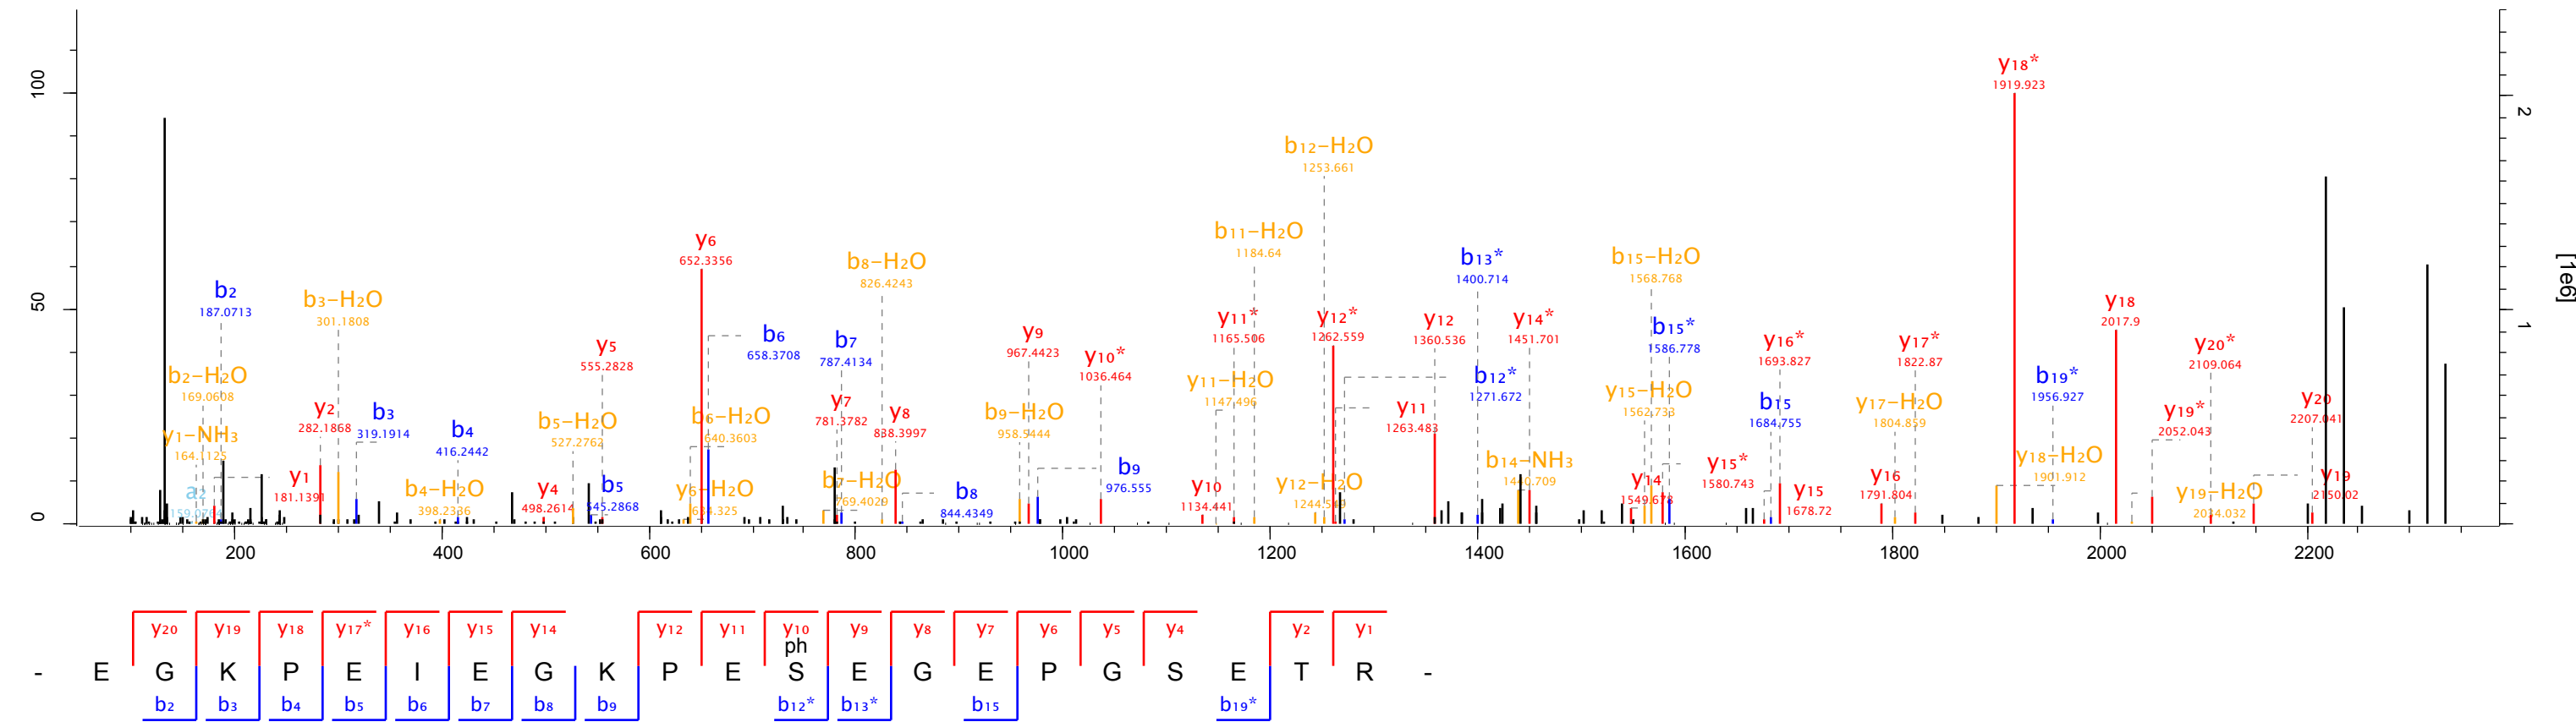 y18*
1919.923
b12-H2O
1253.661
b11-H2O
1184.64
b8-H2O
826.4243
b15-H2O
1568.768
b13*
1400.714
y6
652.3356
b2
187.0713
b3-H2O
301.1808
y18
2017.9
y11*
1165.506
y12*
1262.559
y12
1360.536
y14*
1451.701
b15*
1586.778
b6
658.3708
b7
787.4134
y9
967.4423
y10*
1036.464
y16*
1693.827
y17*
1822.87
y20*
2109.064
y5
555.2828
b2-H2O
169.0608
y11-H2O
1147.496
b12*
1271.672
y15-H2O
1562.733
b19*
1956.927
y2
282.1868
b3
319.1914
b5-H2O
527.2762
b6-H2O
640.3603
y7
781.3782
y8
838.3997
b9-H2O
958.5444
y11
1263.483
b15
1684.755
y17-H2O
1804.859
y19*
2052.043
y20
2207.041
y1-NH3
164.1125
b4
416.2442
b14-NH3
1440.709
y18-H2O
1901.912
y1
181.1391
a2
b4-H2O
398.2336
y4
498.2614
b5
545.2868
y6-H2O
b7-H2O
769.4029
b8
844.4349
b9
976.555
y10
1134.441
y12-H2O
y14
1549.678
y15*
1580.743
y15
1678.72
y16
1791.804
y19-H2O
2034.032
y19
2150.02
0
50
100
1
2
[1e6]
200 400 600 800 1000 1200 1400 1600 1800 2000 2200
y20 y19 y18 y17* y16 y15 y14 y12 y11 y10 y9 y8 y7 y6 y5 y4 y2 y1
ph
- E G K P E I E G K P E S E G E P G S E T R -
b2 b3 b4 b5 b6 b7 b8 b9 b12* b13* b15 b19*